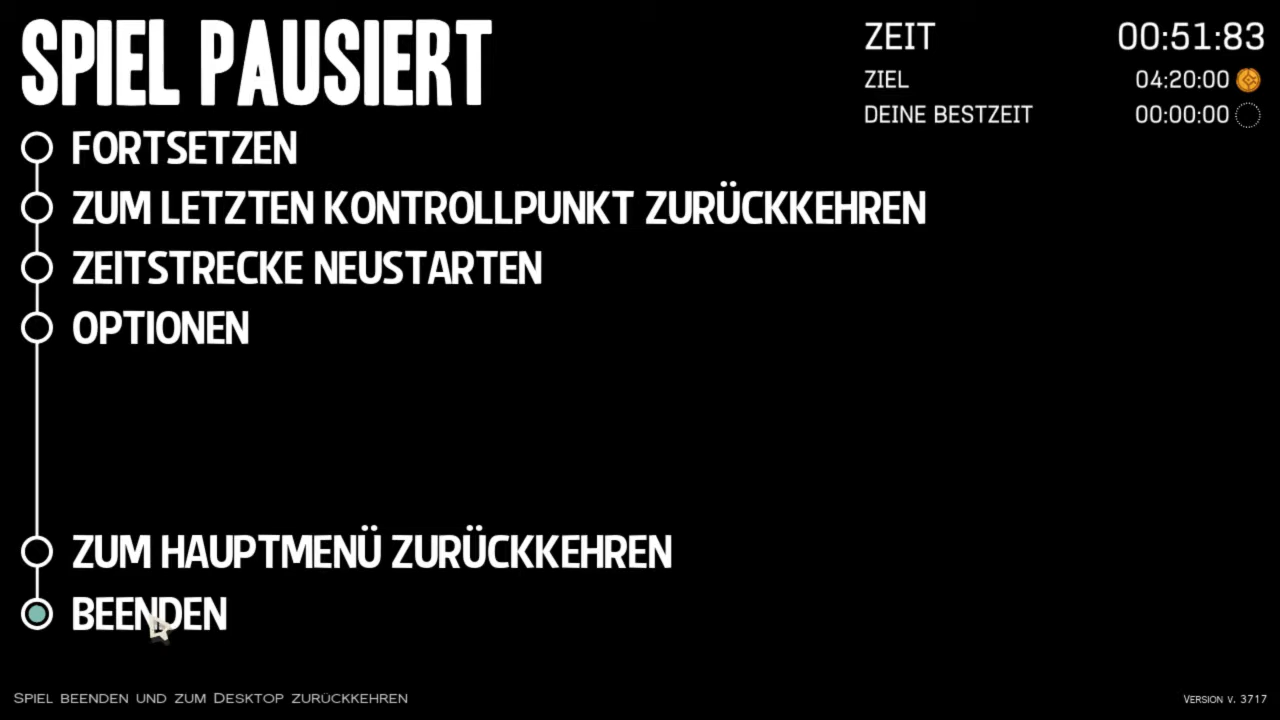 SPIEL PAUSIERT
ZEIT 00:51:83
ZIEL 04:20:00
DEINE BESTZEIT 00:00:00
FORTSETZEN
ZUM LETZTEN KONTROLLPUNKT ZURÜCKKEHREN
ZEITSTRECKE NEUSTARTEN
OPTIONEN
ZUM HAUPTMENÜ ZURÜCKKEHREN
BEENDEN
SPIEL BEENDEN UND ZUM DESKTOP ZURÜCKKEHREN
VERSION V. 3717